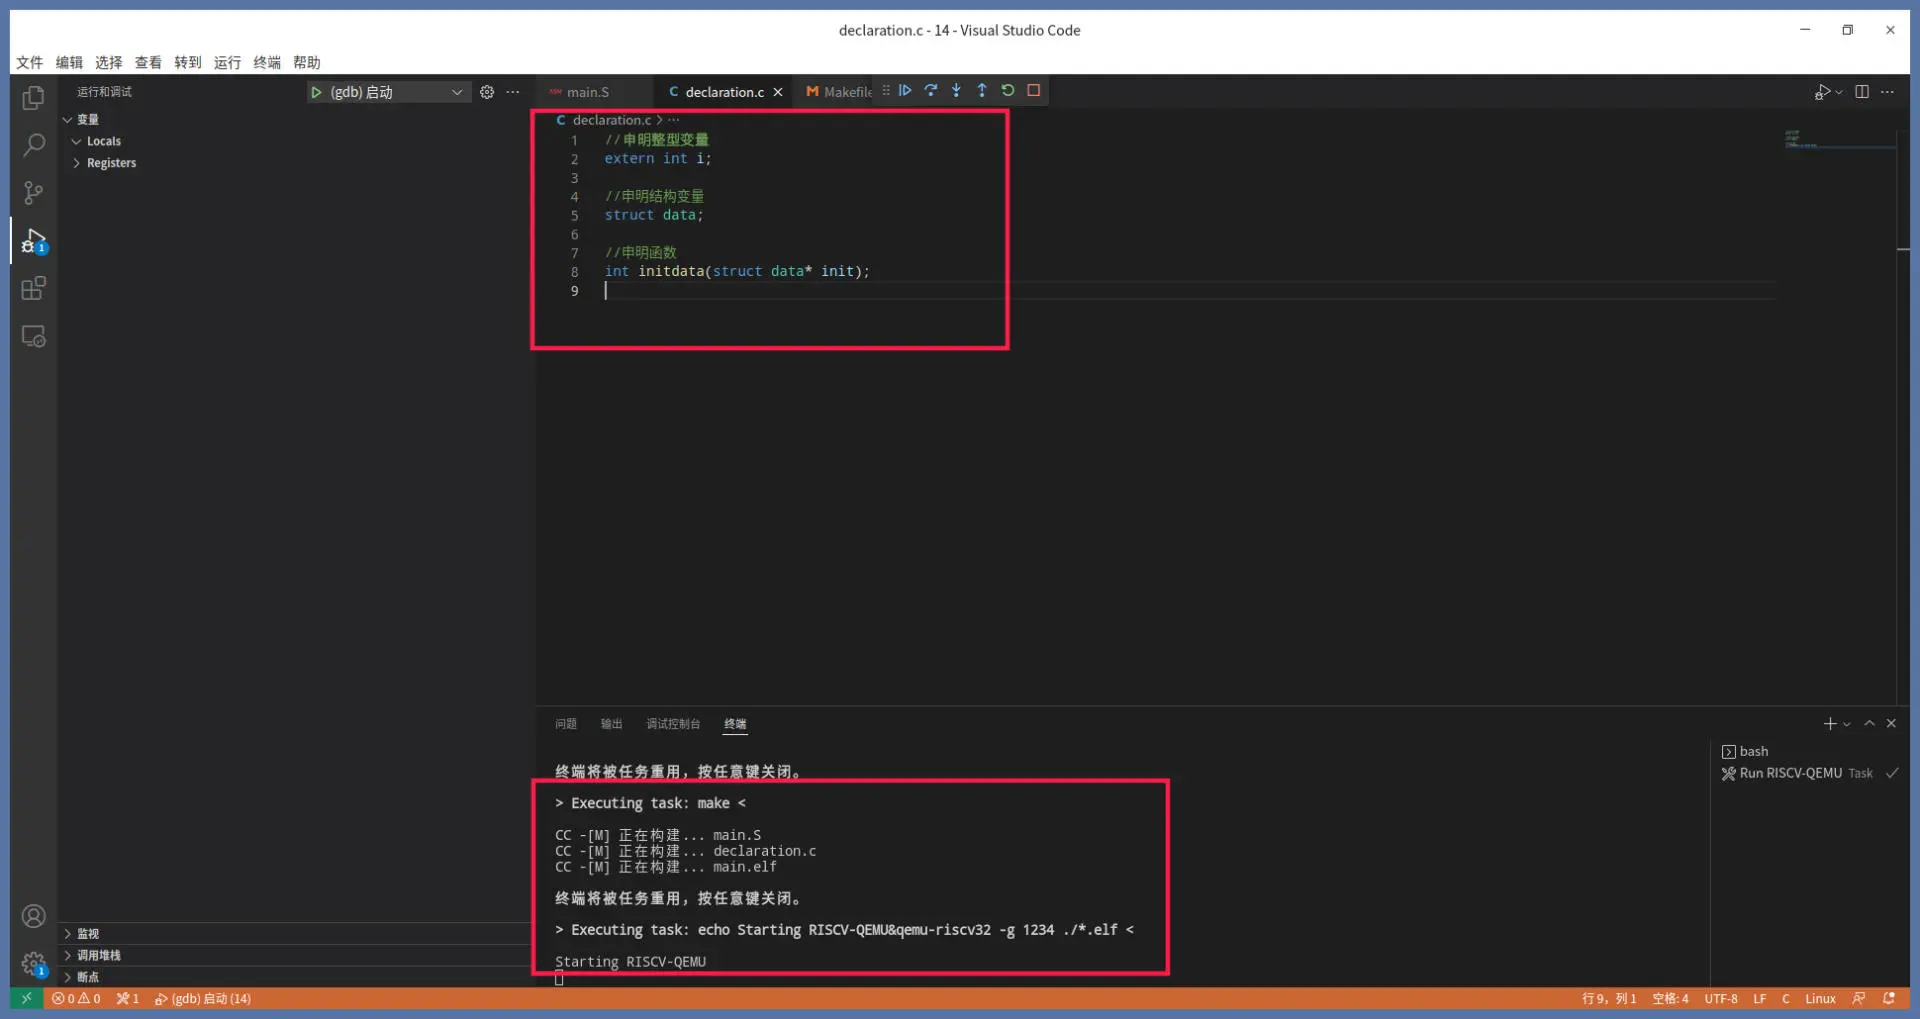 declaration.c - 14 - Visual Studio Code
文件 编辑 选择 查看 转到 运行 终端 帮助
运行和调试
(gdb) 启动
main.S
C declaration.c
M Makefile
变量
Locals
Registers
C declaration.c > ...
1 //申明整型变量
2 extern int i;
3
4 //申明结构变量
5 struct data;
6
7 //申明函数
8 int initdata(struct data* init);
9
问题 输出 调试控制台 终端
终端将被任务重用，按任意键关闭。
> Executing task: make <
CC -[M] 正在构建... main.S
CC -[M] 正在构建... declaration.c
CC -[M] 正在构建... main.elf
终端将被任务重用，按任意键关闭。
> Executing task: echo Starting RISCV-QEMU&qemu-riscv32 -g 1234 ./*.elf <
Starting RISCV-QEMU
bash
Run RISCV-QEMU Task
监视
调用堆栈
断点
1
1
0 0 1 (gdb) 启动 (14)
行 9，列 1 空格: 4 UTF-8 LF C Linux